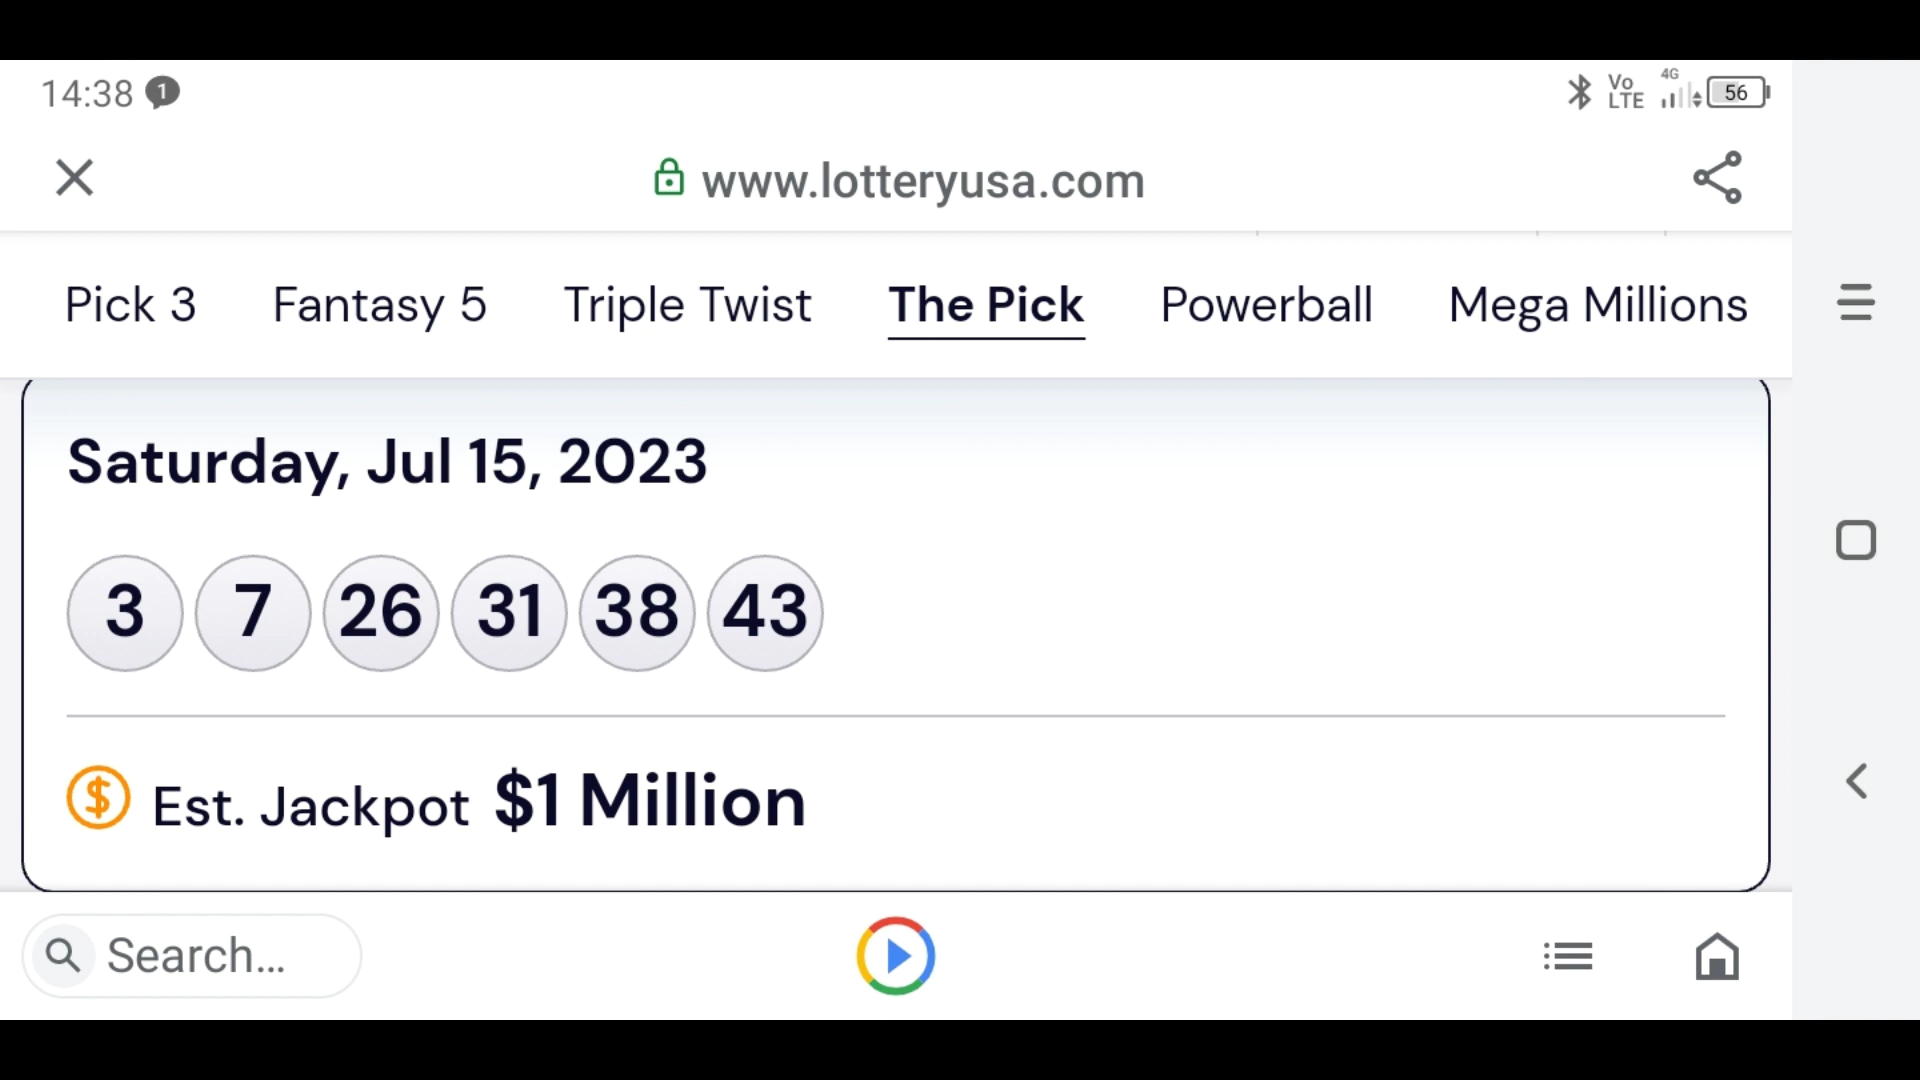 14:38 1 Vo LTE 4G 56
www.lotteryusa.com
Pick 3 Fantasy 5 Triple Twist The Pick Powerball Mega Millions
Saturday, Jul 15, 2023
3 7 26 31 38 43
$ Est. Jackpot $1 Million
Search...